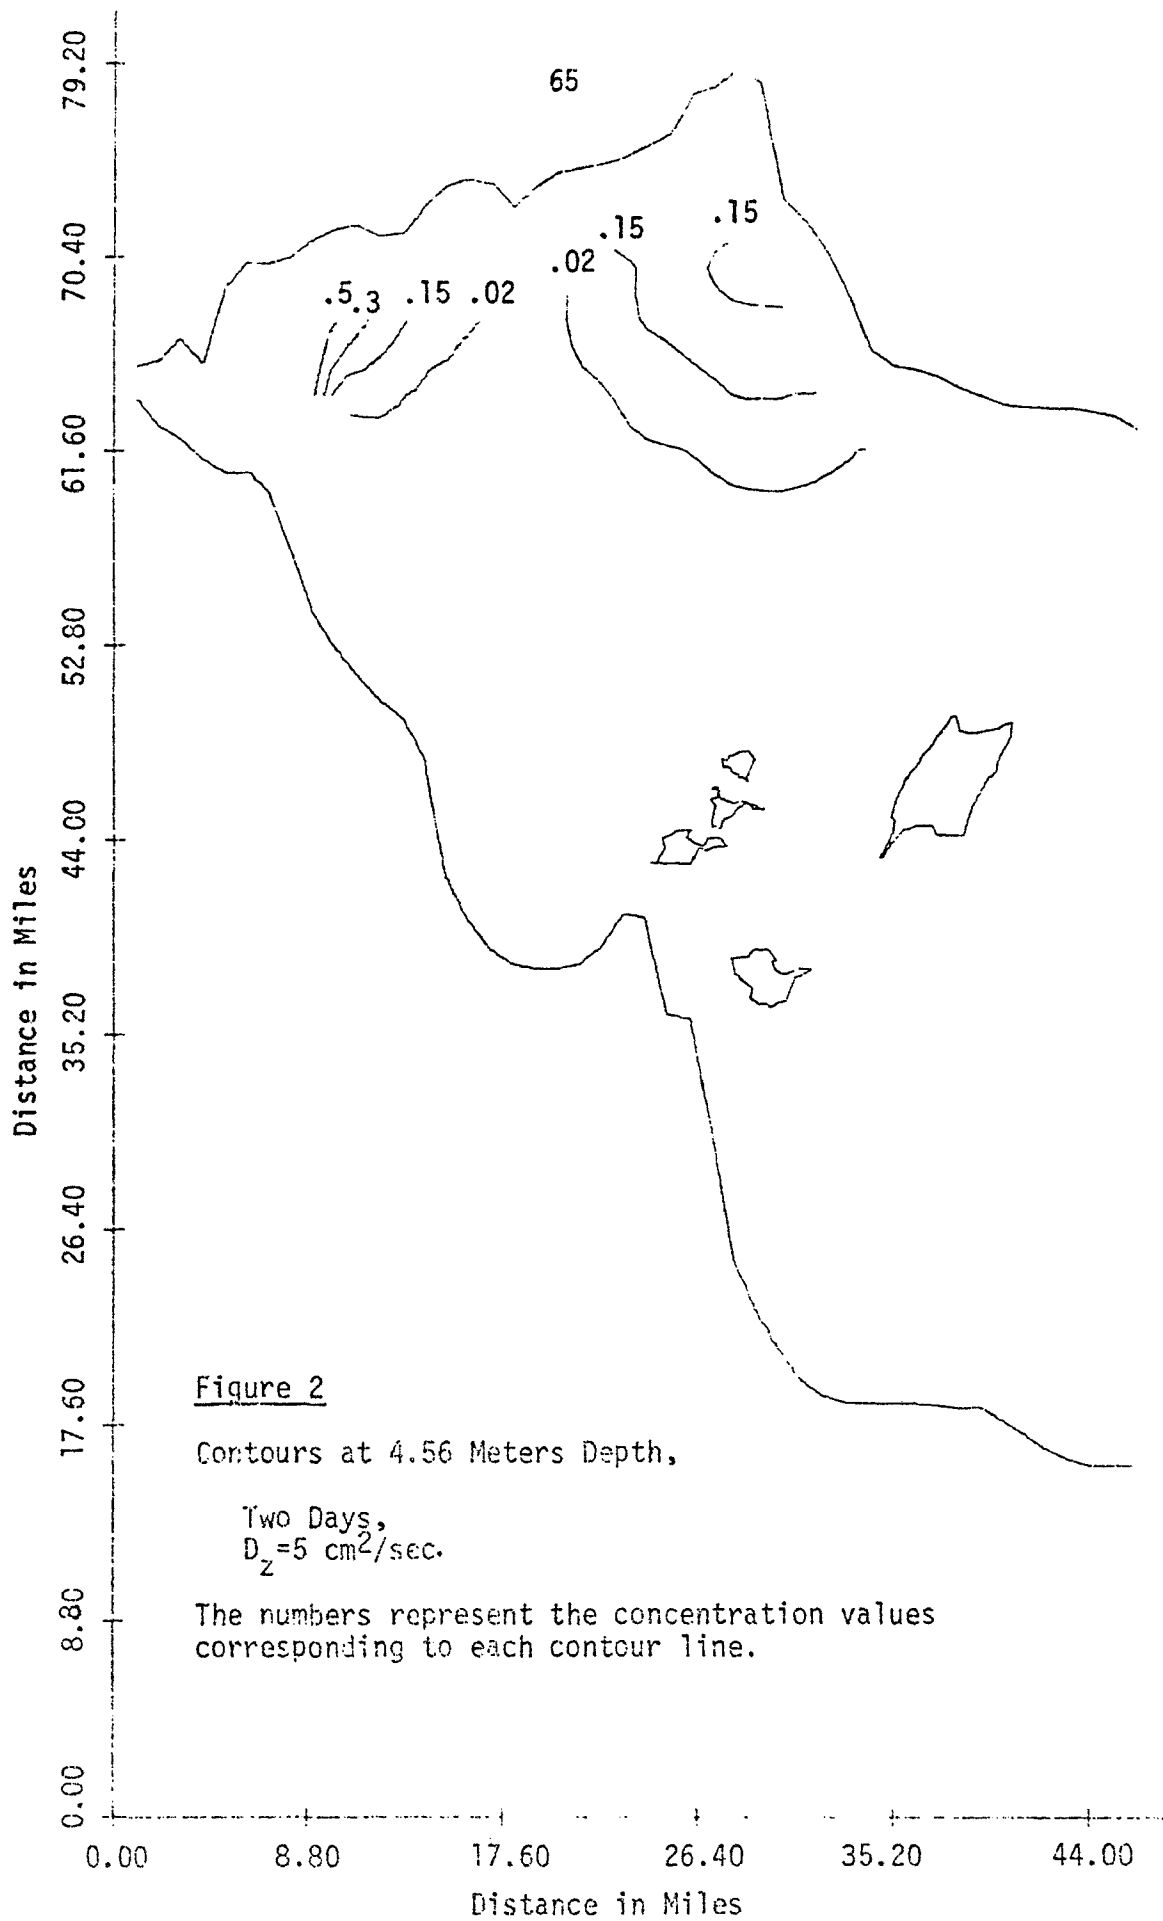 79.20
65
.15
.15
70.40
.02
.5
.3
.15
.02
61.60
52.80
44.00
Distance in Miles
35.20
26.40
17.60
Figure 2
Contours at 4.56 Meters Depth,
Two Days,
Dz=5 cm2/sec.
The numbers represent the concentration values
corresponding to each contour line.
8.80
0.00
0.00 8.80 17.60 26.40 35.20 44.00
Distance in Miles